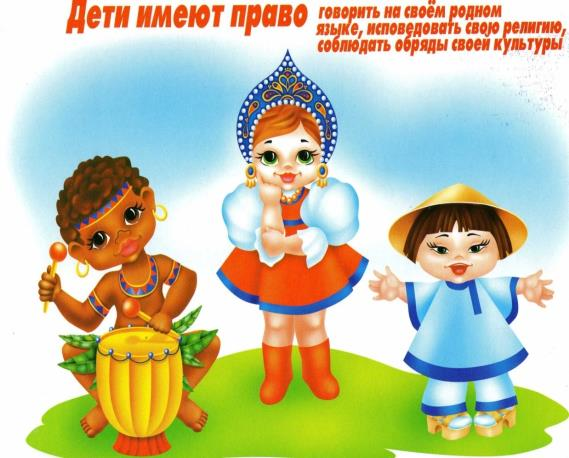 Дети имеют право
говорить на своём родном
языке, исповедовать свою религию,
соблюдать обряды своей культуры